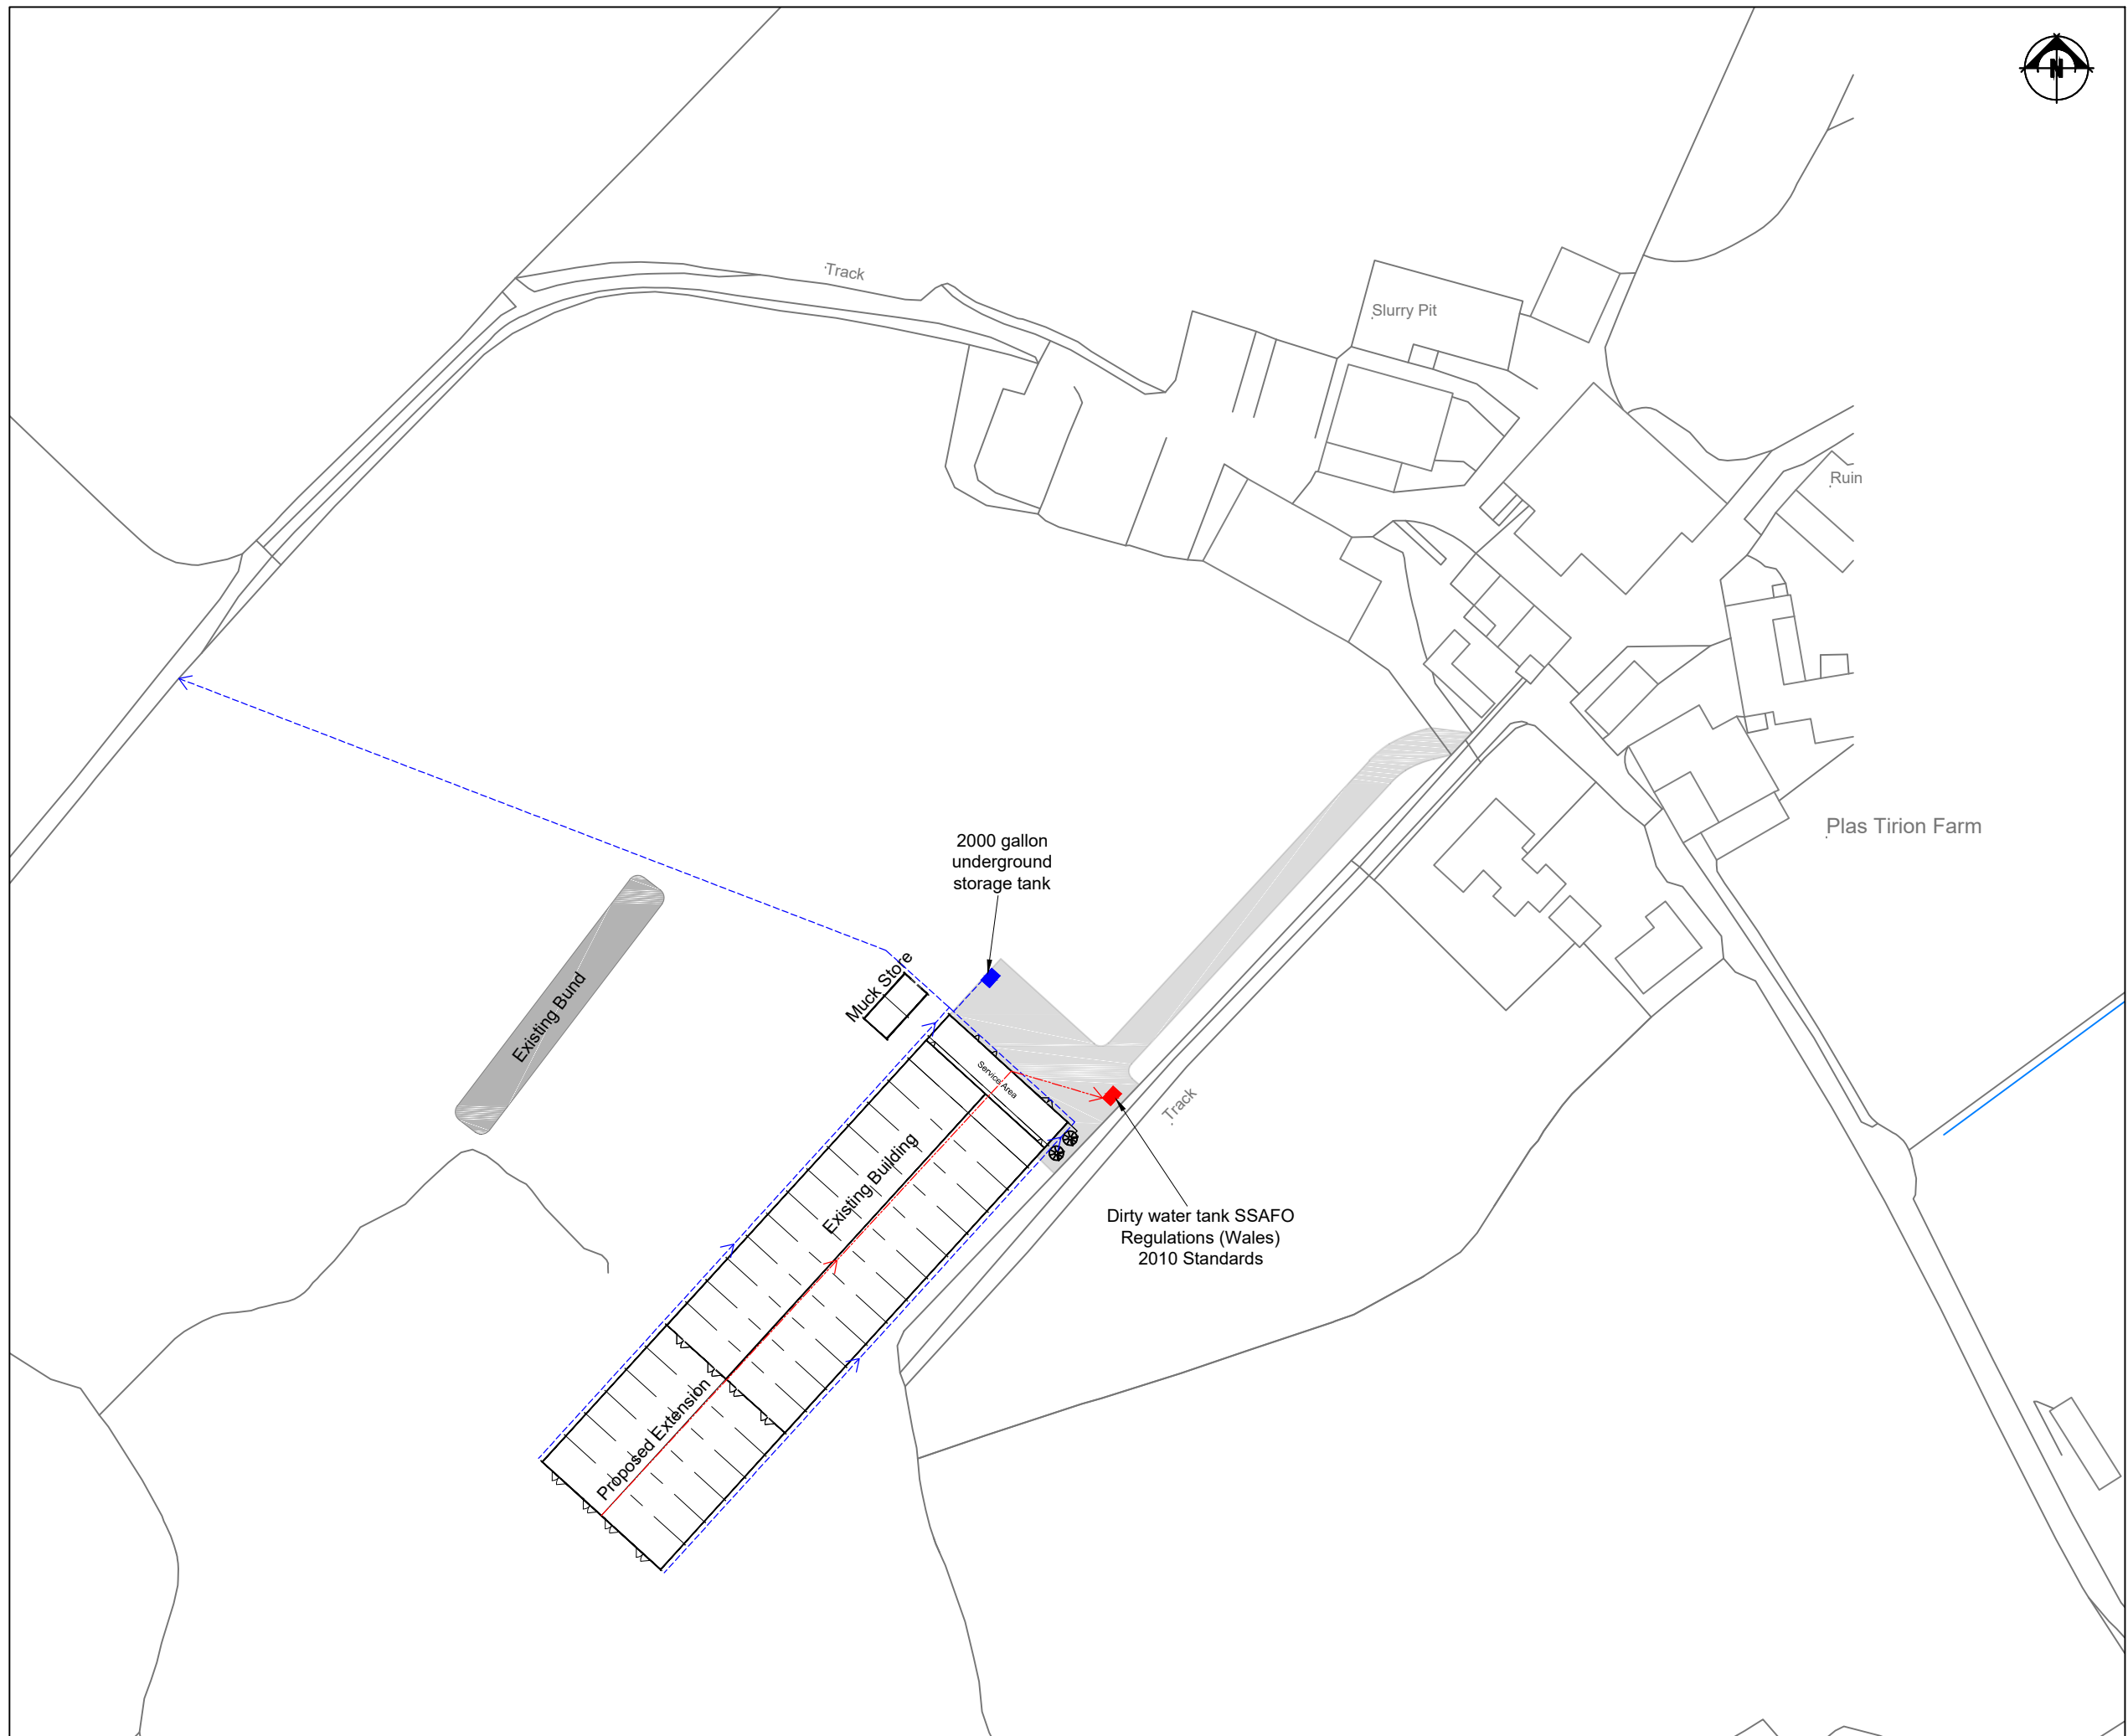 N
Track
Slurry Pit
Ruin
Plas Tirion Farm
2000 gallon
underground
storage tank
Muck Store
Existing Bund
Service Area
Track
Existing Building
Dirty water tank SSAFO
Regulations (Wales)
2010 Standards
Proposed Extension